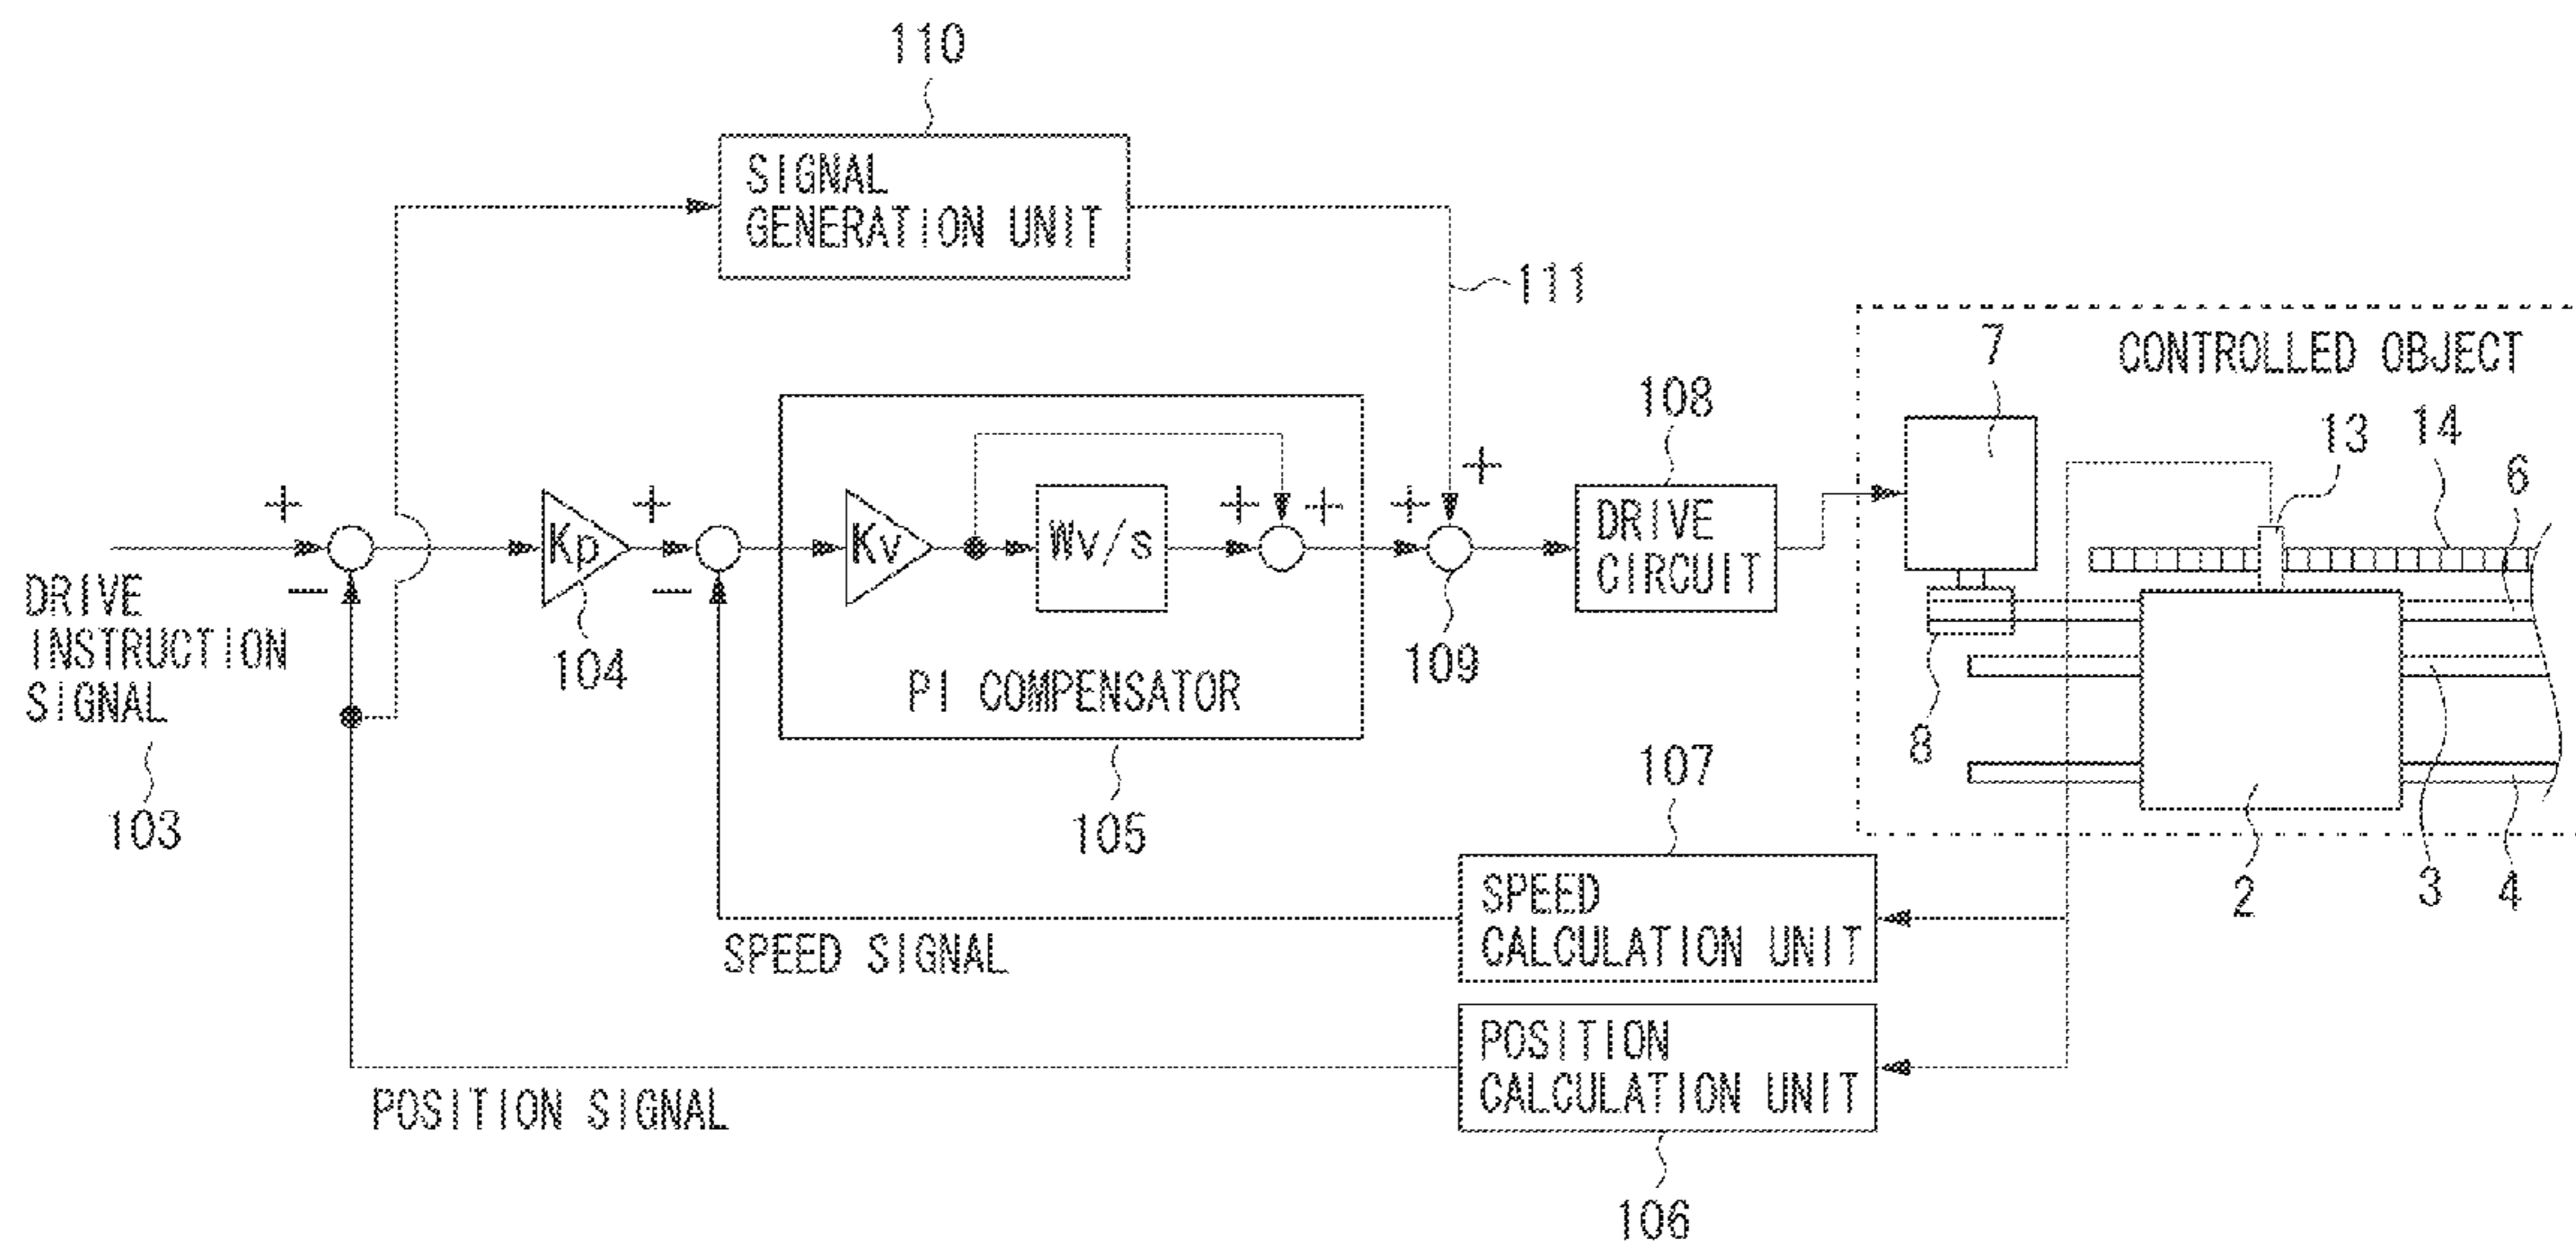 110
SIGNAL
GENERATION UNIT
111
CONTROLLED OBJECT
7
108
13
14
6
+
+
+
+
+
+
Kp
Kv
Wv/s
DRIVE
CIRCUIT
−
−
DRIVE
INSTRUCTION
SIGNAL
104
109
PI COMPENSATOR
8
107
103
105
2
3
4
SPEED
CALCULATION UNIT
SPEED SIGNAL
POSITION
CALCULATION UNIT
POSITION SIGNAL
106